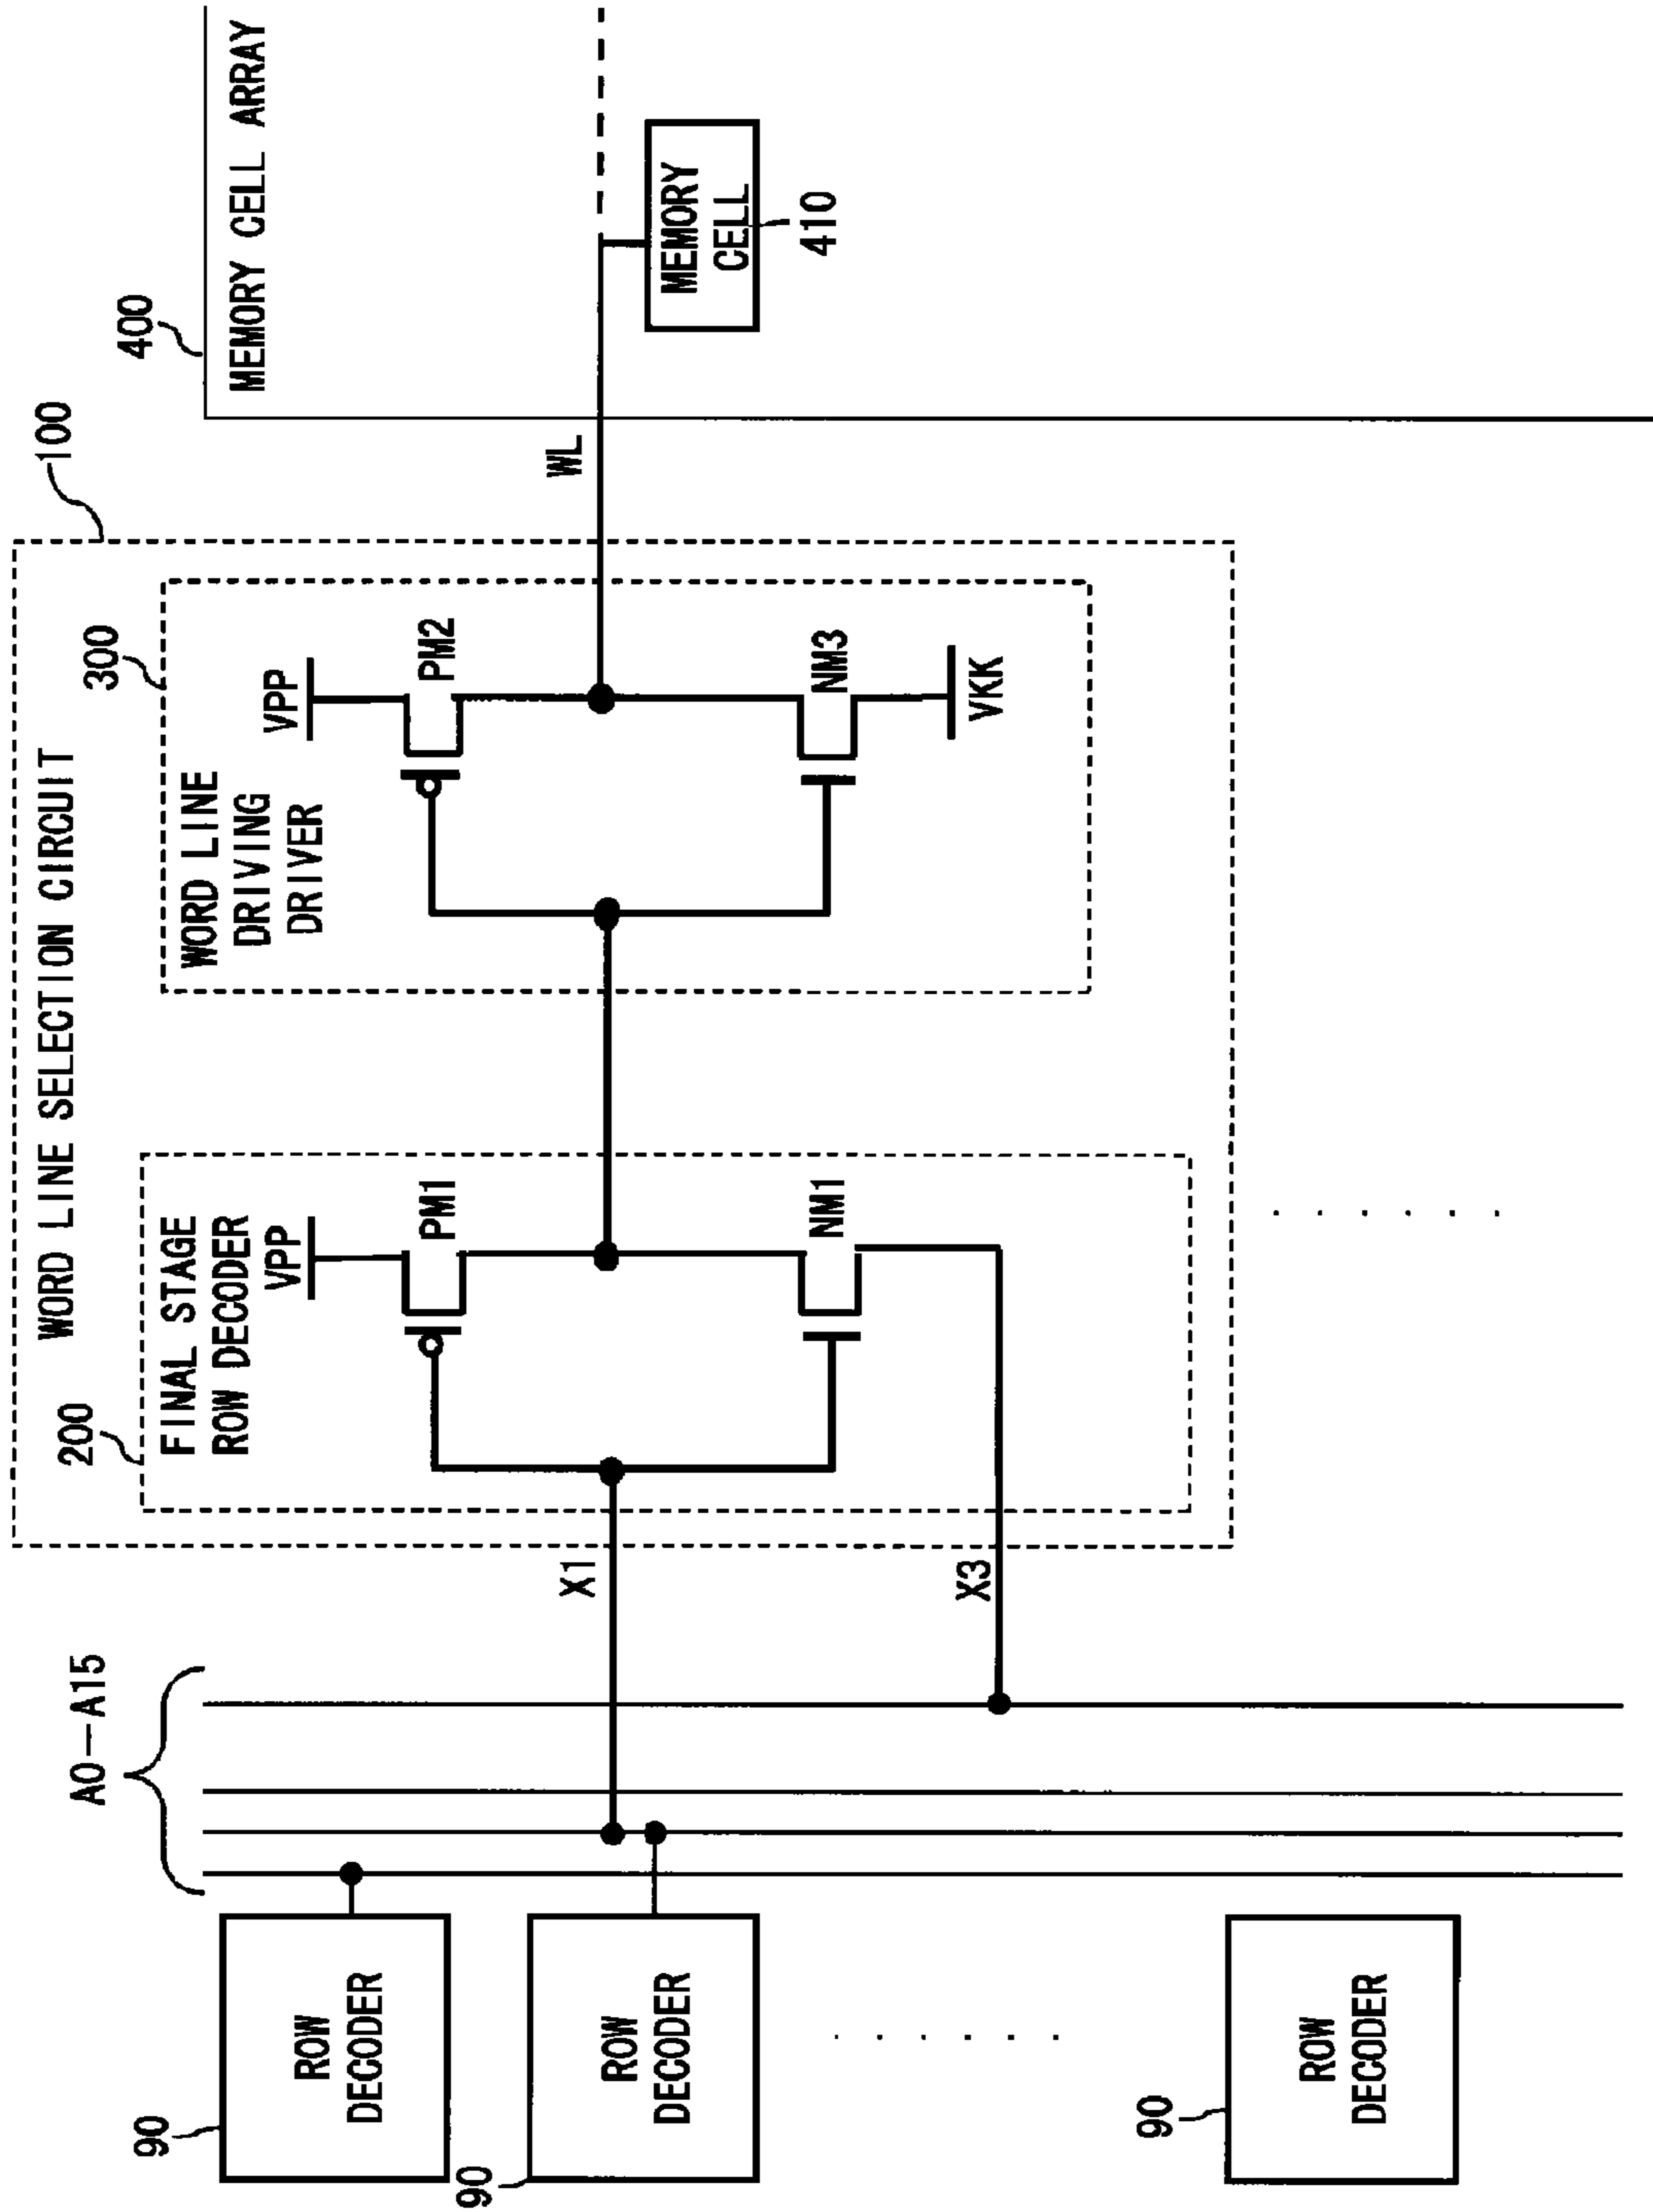 WORD LINE SELECTION CIRCUIT
100
400
MEMORY CELL ARRAY
A0—A15
200
FINAL STAGE
ROW DECODER
VPP
PM1
NM1
300
WORD LINE
DRIVING
DRIVER
VPP
PM2
NM3
VKK
WL
MEMORY
CELL
410
X1
X3
90
ROW
DECODER
90
ROW
DECODER
90
ROW
DECODER